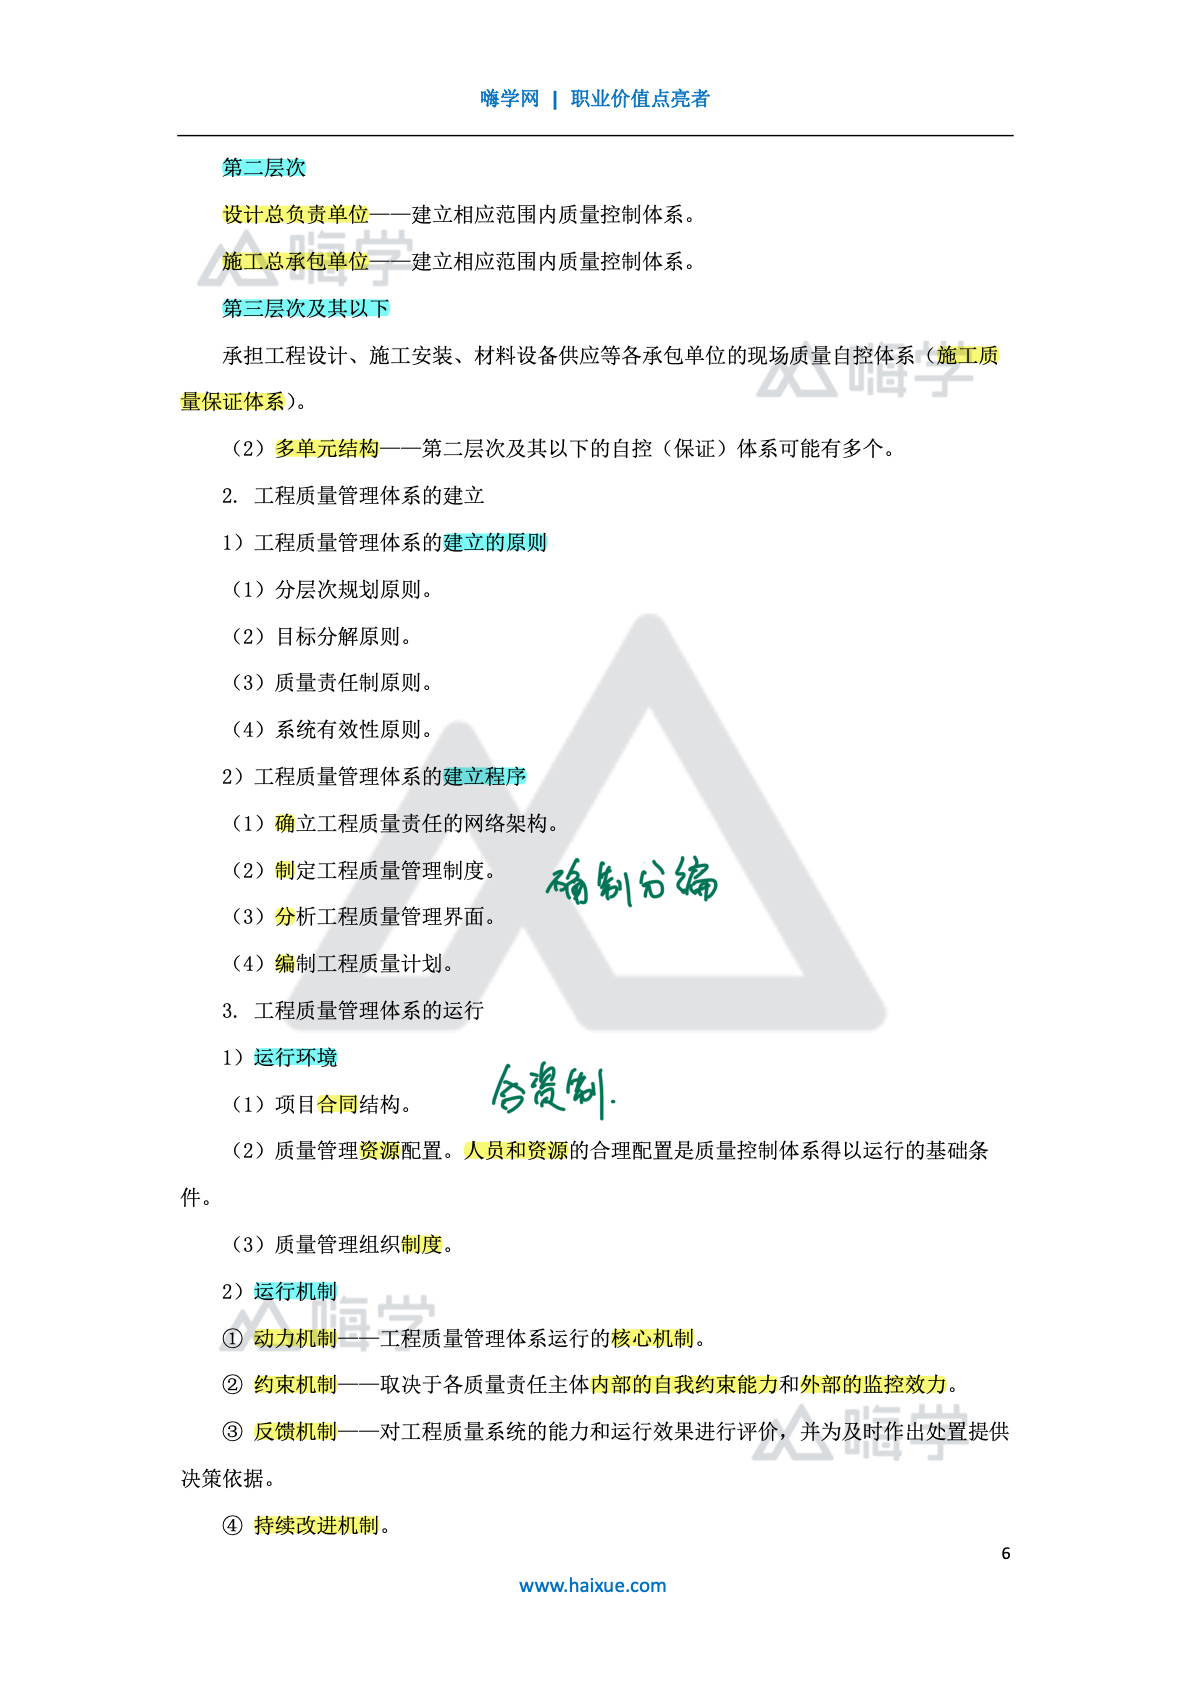 嗨学网 | 职业价值点亮者
第二层次
设计总负责单位——建立相应范围内质量控制体系。
施工总承包单位——建立相应范围内质量控制体系。
第三层次及其以下
承担工程设计、施工安装、材料设备供应等各承包单位的现场质量自控体系（施工质
量保证体系）。
（2）多单元结构——第二层次及其以下的自控（保证）体系可能有多个。
2. 工程质量管理体系的建立
1）工程质量管理体系的建立的原则
（1）分层次规划原则。
（2）目标分解原则。
（3）质量责任制原则。
（4）系统有效性原则。
2）工程质量管理体系的建立程序
（1）确立工程质量责任的网络架构。
（2）制定工程质量管理制度。
确制分编
（3）分析工程质量管理界面。
（4）编制工程质量计划。
3. 工程质量管理体系的运行
1）运行环境
（1）项目合同结构。
合资制.
（2）质量管理资源配置。人员和资源的合理配置是质量控制体系得以运行的基础条
件。
（3）质量管理组织制度。
2）运行机制
① 动力机制——工程质量管理体系运行的核心机制。
② 约束机制——取决于各质量责任主体内部的自我约束能力和外部的监控效力。
③ 反馈机制——对工程质量系统的能力和运行效果进行评价，并为及时作出处置提供
决策依据。
④ 持续改进机制。
6
www.haixue.com
嗨学
嗨学
嗨学
嗨学